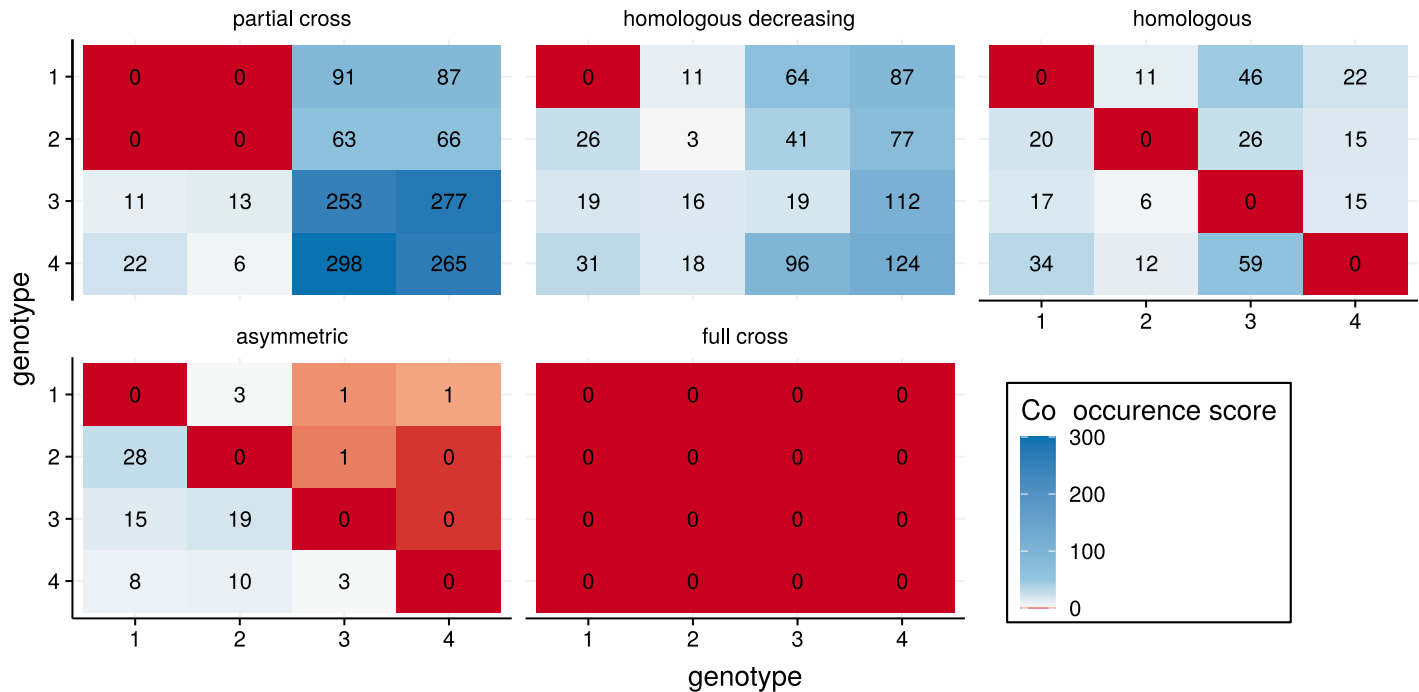 partial cross homologous decreasing homologous
1 0 0 91 87 0 11 64 87 0 11 46 22
2 0 0 63 66 26 3 41 77 20 0 26 15
3 11 13 253 277 19 16 19 112 17 6 0 15
4 22 6 298 265 31 18 96 124 34 12 59 0
1 2 3 4
genotype
asymmetric full cross
1 0 3 1 1 0 0 0 0
2 28 0 1 0 0 0 0 0
3 15 19 0 0 0 0 0 0
4 8 10 3 0 0 0 0 0
1 2 3 4 1 2 3 4
genotype
Co occurence score
300
200
100
0